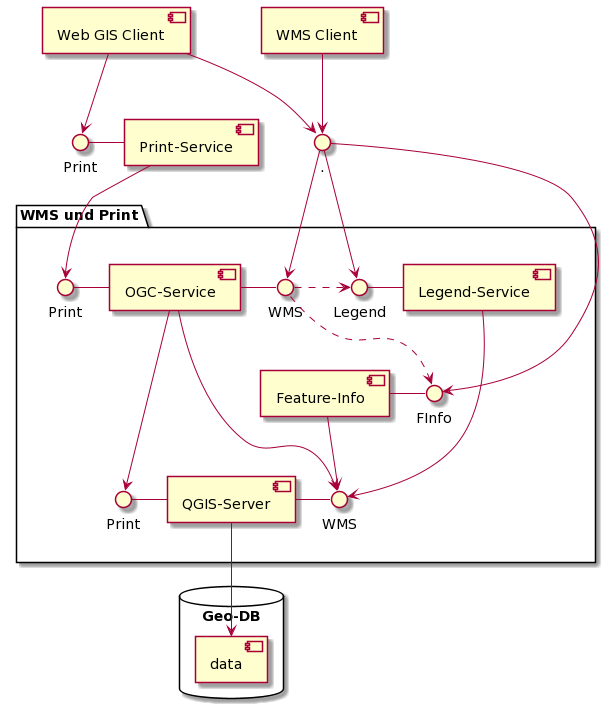 Web GIS Client
WMS Client
Print-Service
Print
.
WMS und Print
OGC-Service
Legend-Service
Print
WMS
Legend
Feature-Info
FInfo
QGIS-Server
Print
WMS
Geo-DB
data